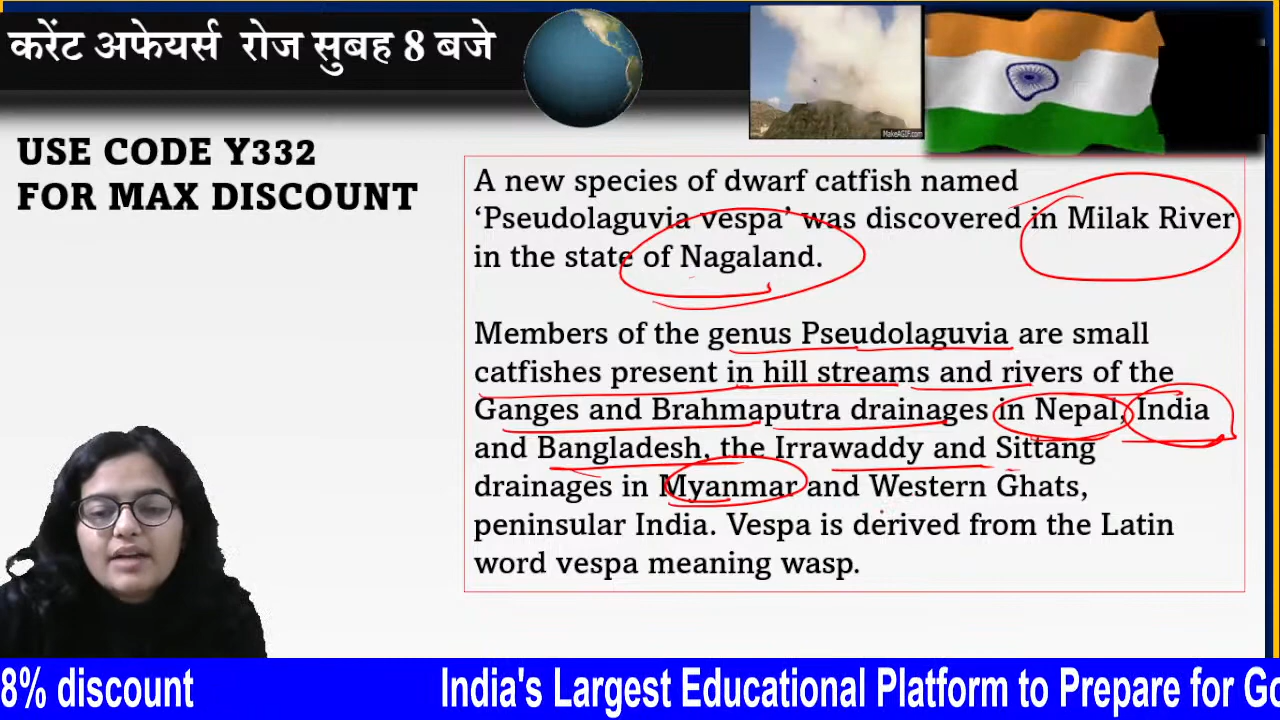 करेंट अफेयर्स रोज सुबह 8 बजे
MakeAGIF.com
USE CODE Y332
FOR MAX DISCOUNT
A new species of dwarf catfish named
‘Pseudolaguvia vespa’ was discovered in Milak River
in the state of Nagaland.
Members of the genus Pseudolaguvia are small
catfishes present in hill streams and rivers of the
Ganges and Brahmaputra drainages in Nepal, India
and Bangladesh, the Irrawaddy and Sittang
drainages in Myanmar and Western Ghats,
peninsular India. Vespa is derived from the Latin
word vespa meaning wasp.
8% discount India's Largest Educational Platform to Prepare for Go